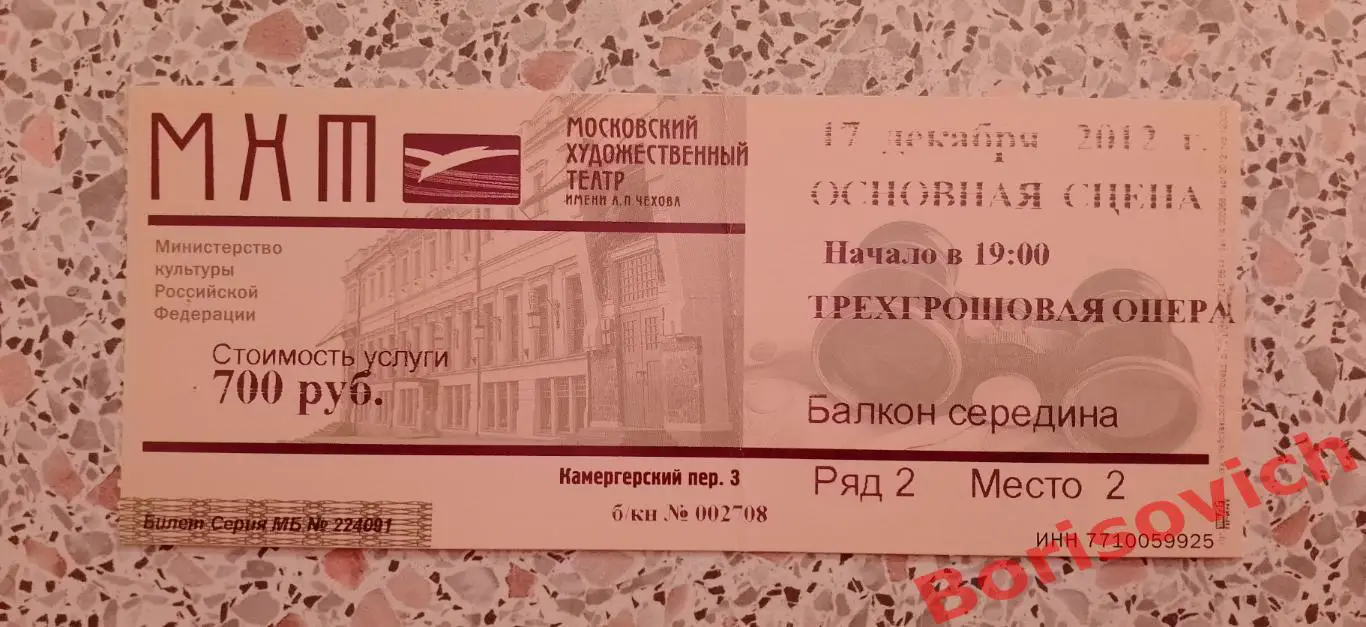 МХТ
МОСКОВСКИЙ
ХУДОЖЕСТВЕННЫЙ
ТЕАТР
ИМЕНИ А.П.ЧЕХОВА
Министерство
культуры
Российской
Федерации
Стоимость услуги
700 руб.
Камергерский пер. 3
б/кн № 002708
Билет Серия МБ № 224091
17 декабря 2012 г.
ОСНОВНАЯ СЦЕНА
Начало в 19:00
ТРЕХГРОШОВАЯ ОПЕРА
Балкон середина
Ряд 2 Место 2
ИНН 7710059925
Borisovich